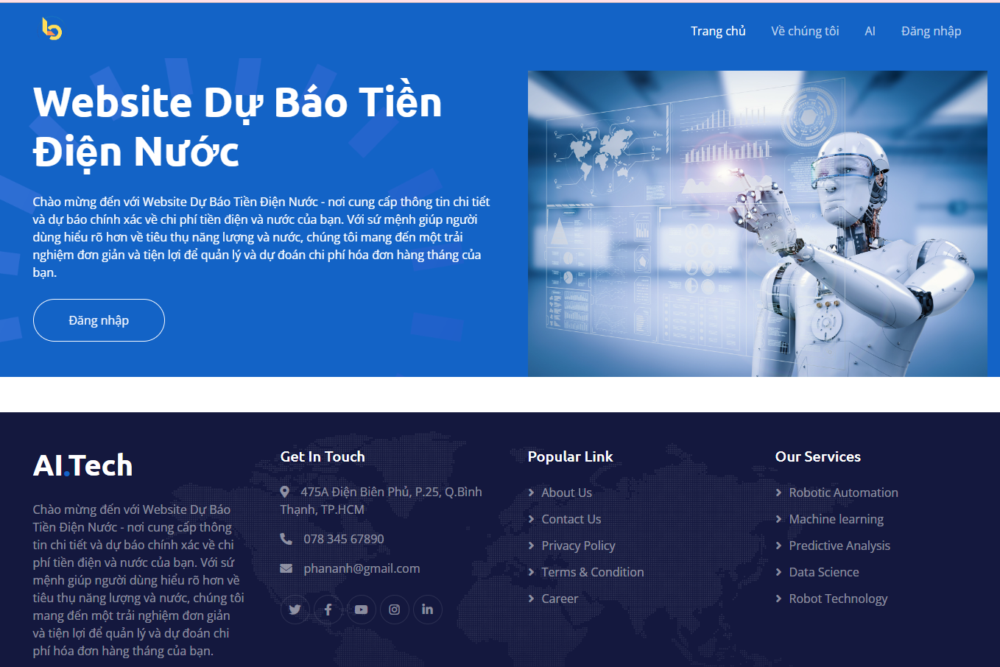 Trang chủ
Về chúng tôi
AI
Đăng nhập
Website Dự Báo Tiền
Điện Nước
Chào mừng đến với Website Dự Báo Tiền Điện Nước - nơi cung cấp thông tin chi tiết
và dự báo chính xác về chi phí tiền điện và nước của bạn. Với sứ mệnh giúp người
dùng hiểu rõ hơn về tiêu thụ năng lượng và nước, chúng tôi mang đến một trải
nghiệm đơn giản và tiện lợi để quản lý và dự đoán chi phí hóa đơn hàng tháng của
bạn.
Đăng nhập
AI.Tech
Chào mừng đến với Website Dự Báo
Tiền Điện Nước - nơi cung cấp thông
tin chi tiết và dự báo chính xác về chi
phí tiền điện và nước của bạn. Với sứ
mệnh giúp người dùng hiểu rõ hơn về
tiêu thụ năng lượng và nước, chúng tôi
mang đến một trải nghiệm đơn giản
và tiện lợi để quản lý và dự đoán chi
phí hóa đơn hàng tháng của bạn.
Get In Touch
475A Điện Biên Phủ, P.25, Q.Bình
Thạnh, TP.HCM
078 345 67890
phananh@gmail.com
Popular Link
About Us
Contact Us
Privacy Policy
Terms & Condition
Career
Our Services
Robotic Automation
Machine learning
Predictive Analysis
Data Science
Robot Technology